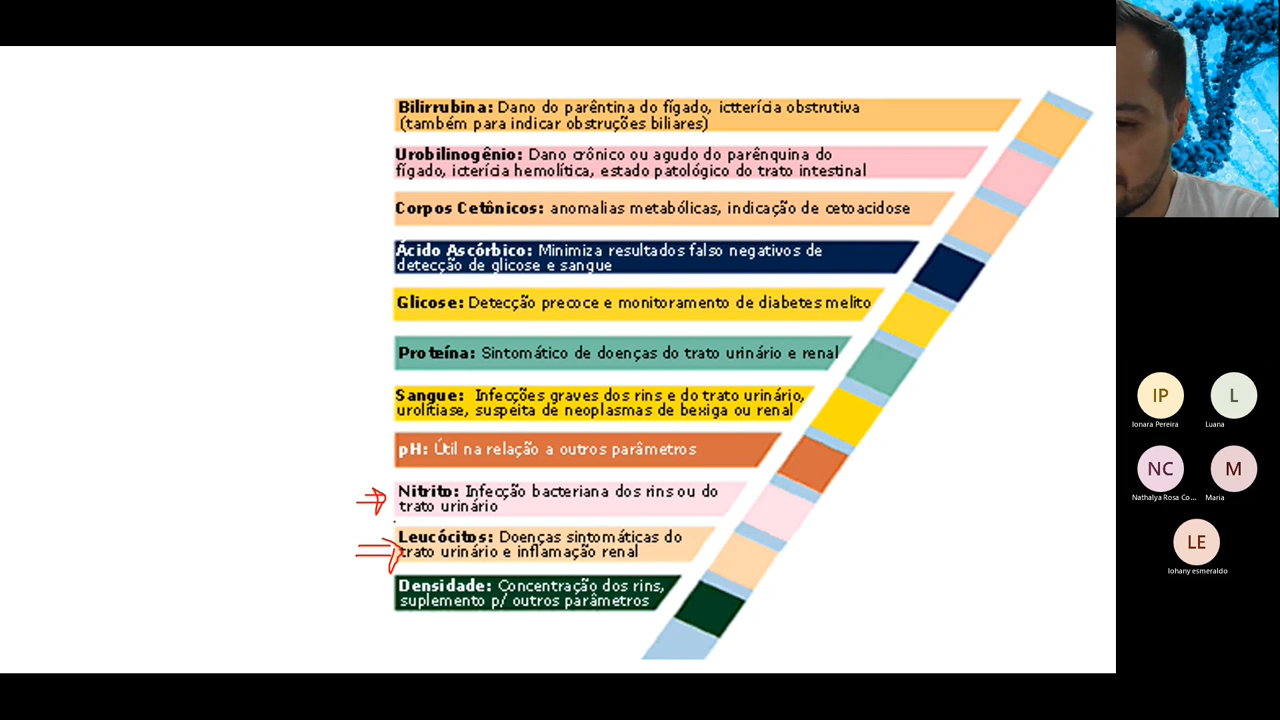 Bilirrubina: Dano do parêntina do fígado, ictterícia obstrutiva
(também para indicar obstruções biliares)
Urobilinogênio: Dano crônico ou agudo do parênquina do
fígado, icterícia hemolítica, estado patológico do trato intestinal
Corpos Cetônicos: anomalias metabólicas, indicação de cetoacidose
Ácido Ascórbico: Minimiza resultados falso negativos de
detecção de glicose e sangue
Glicose: Detecção precoce e monitoramento de diabetes melito
Proteína: Sintomático de doenças do trato urinário e renal
Sangue: Infecções graves dos rins e do trato urinário,
urolitiase, suspeita de neoplasmas de bexiga ou renal
pH: Útil na relação a outros parâmetros
Nitrito: Infecção bacteriana dos rins ou do
trato urinário
Leucócitos: Doenças sintomáticas do
trato urinário e inflamação renal
Densidade: Concentração dos rins,
suplemento p/ outros parâmetros
IP
L
Ionara Pereira
Luana
NC
M
Nathalya Rosa Co...
Maria
LE
lohany esmeraldo